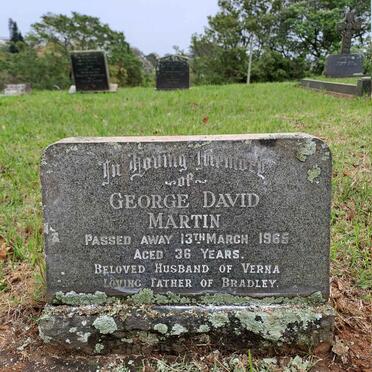 In Loving Memory
of
GEORGE DAVID
MARTIN
PASSED AWAY 13TH MARCH 1965
AGED 36 YEARS.
BELOVED HUSBAND OF VERNA
LOVING FATHER OF BRADLEY.